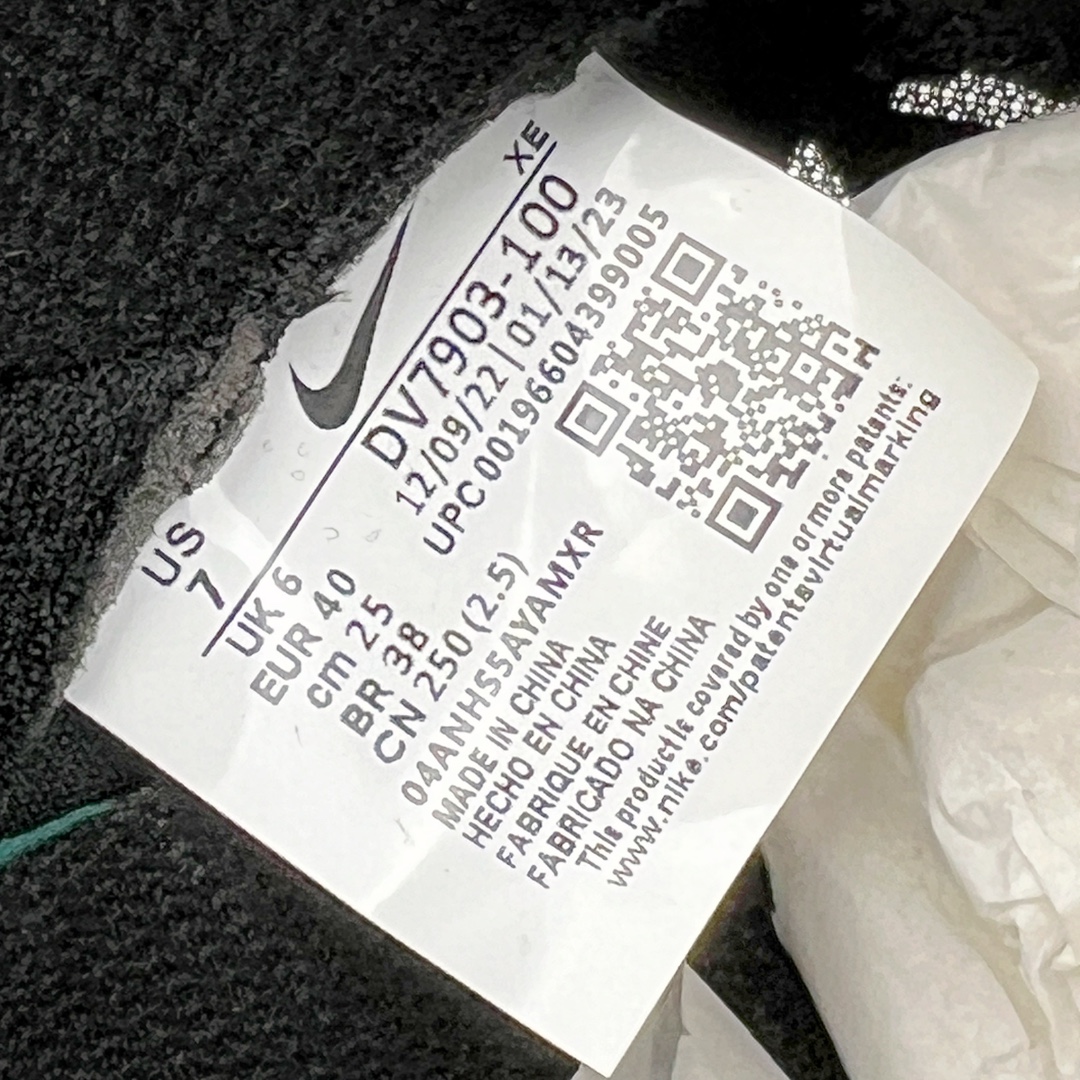 XE
US
7
DV7903-100
12/09/22 | 01/13/23
UPC 00196604399005
UK 6
EUR 40
cm 25
BR 38
CN 250 (2.5)
04ANHS5AYAMXR
MADE IN CHINA
HECHO EN CHINA
FABRIQUE EN CHINE
FABRICADO NA CHINA
This product is covered by one or more patents:
www.nike.com/patentsvirtualmarking